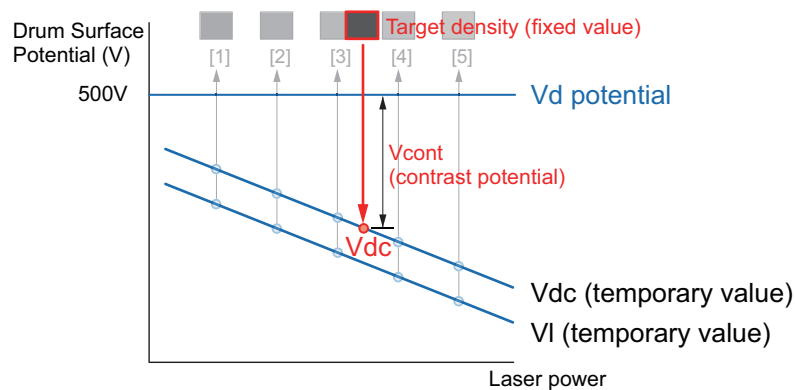 Drum Surface
Potential (V)
Target density (fixed value)
[1]
[2]
[3]
[4]
[5]
500V
Vd potential
Vcont
(contrast potential)
Vdc
Vdc (temporary value)
Vl (temporary value)
Laser power